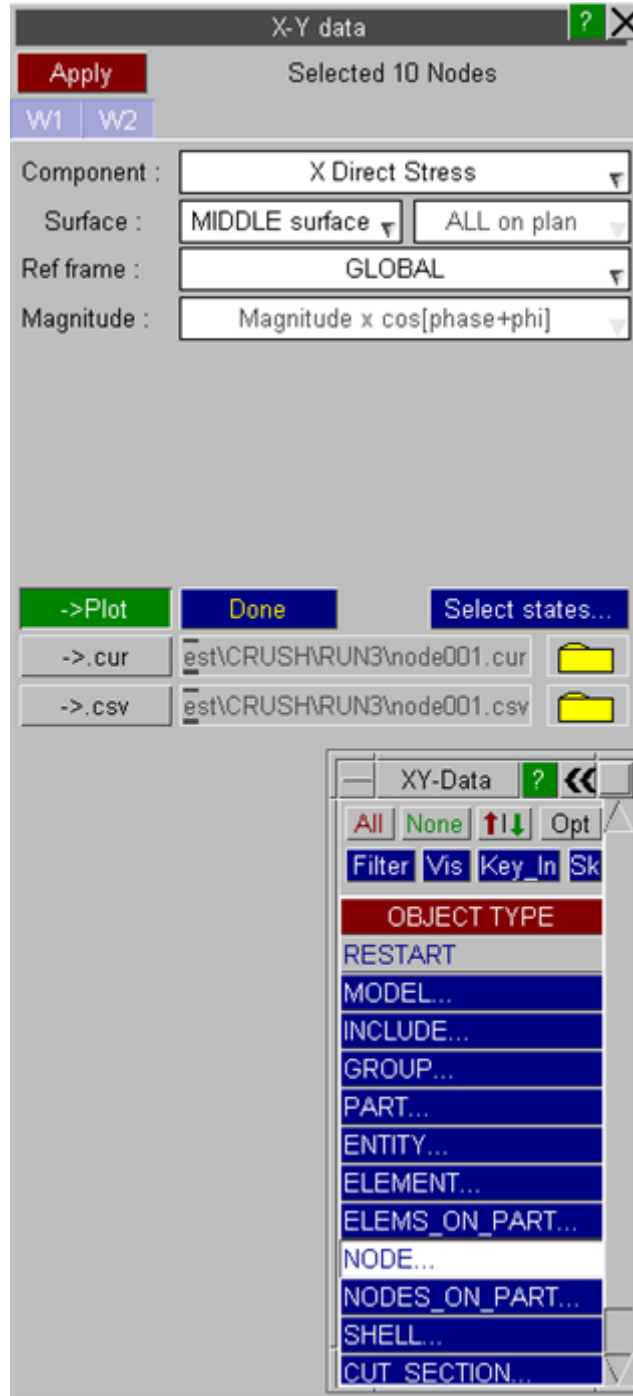 X-Y data ?
Apply Selected 10 Nodes
W1 W2
Component : X Direct Stress
Surface : MIDDLE surface ALL on plan
Ref frame : GLOBAL
Magnitude : Magnitude x cos[phase+phi]
->Plot Done Select states...
->.cur est\CRUSH\RUN3\node001.cur
->.csv est\CRUSH\RUN3\node001.csv
XY-Data ?
All None Opt
Filter Vis Key_In Sk
OBJECT TYPE
RESTART
MODEL...
INCLUDE...
GROUP...
PART...
ENTITY...
ELEMENT...
ELEMS_ON_PART...
NODE...
NODES_ON_PART...
SHELL...
CUT_SECTION...